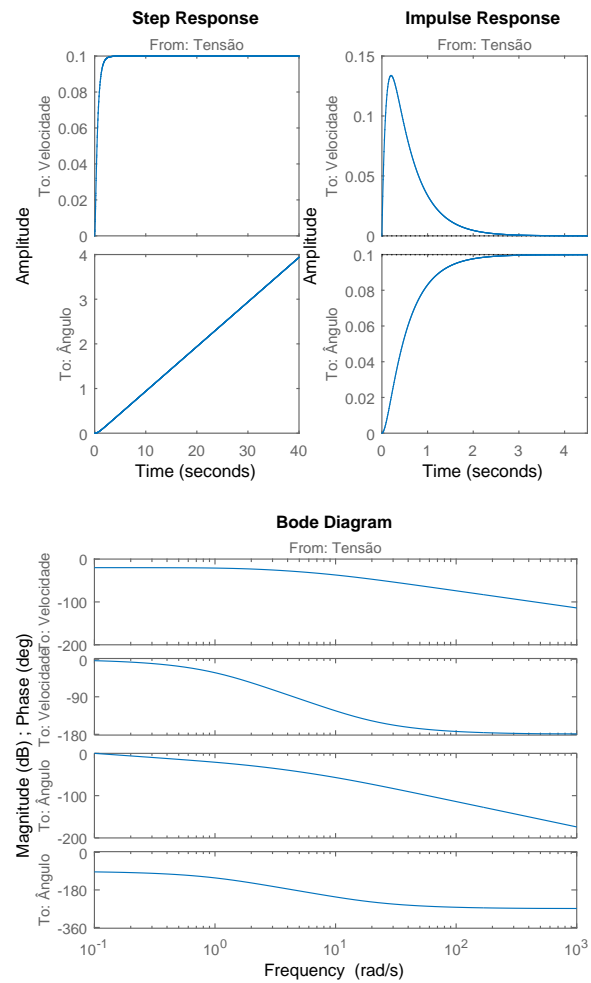 Step Response
From: Tensão
To: Velocidade
0.1
0.08
0.06
0.04
0.02
0
Amplitude
To: Ângulo
4
3
2
1
0
0 10 20 30 40
Time (seconds)
Impulse Response
From: Tensão
To: Velocidade
0.15
0.1
0.05
0
Amplitude
To: Ângulo
0.1
0.08
0.06
0.04
0.02
0
0 1 2 3 4
Time (seconds)
Bode Diagram
From: Tensão
Magnitude (dB) ; Phase (deg)
To: Velocidade
0
-100
-200
To: Velocidade
0
-90
-180
To: Ângulo
0
-100
-200
To: Ângulo
0
-180
-360
10-1 100 101 102 103
Frequency (rad/s)